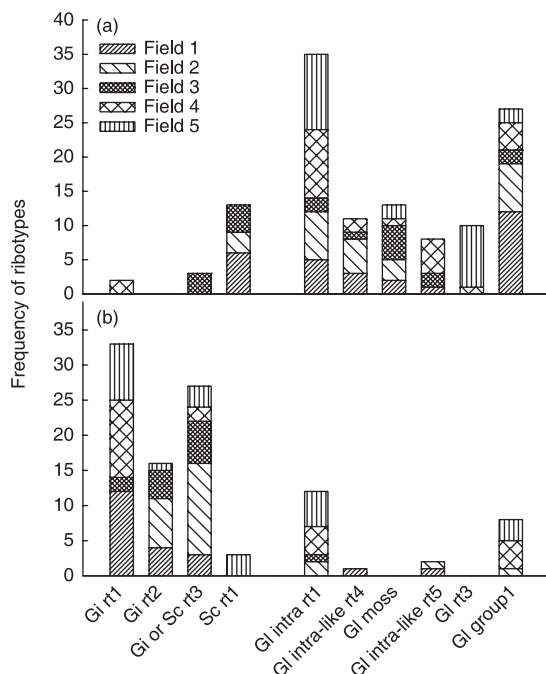 (a)
Field 1
Field 2
Field 3
Field 4
Field 5
40
35
30
25
20
15
10
5
0
Frequency of ribotypes
(b)
35
30
25
20
15
10
5
0
Gi rt1
Gi rt2
Gi or Sc rt3
Sc rt1
Gl intra rt1
Gl intra-like rt4
Gl moss
Gl intra-like rt5
Gl rt3
Gl group1